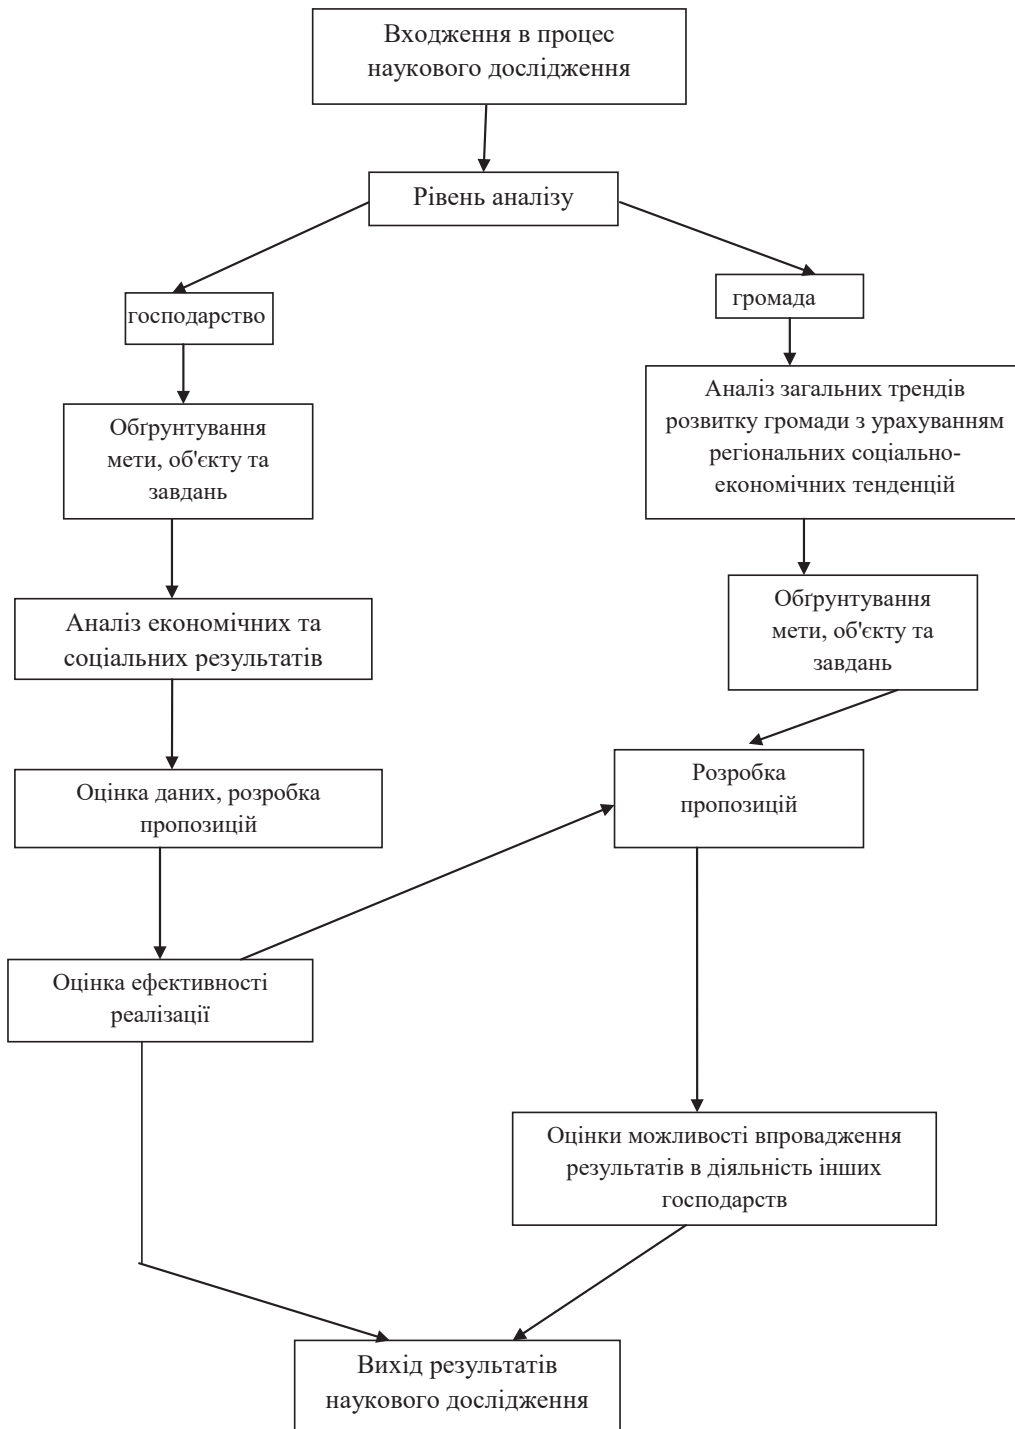 Входження в процес
наукового дослідження
Рівень аналізу
господарство
громада
Обґрунтування
мети, об'єкту та
завдань
Аналіз загальних трендів
розвитку громади з урахуванням
регіональних соціально-
економічних тенденцій
Аналіз економічних та
соціальних результатів
Обґрунтування
мети, об'єкту та
завдань
Оцінка даних, розробка
пропозицій
Розробка
пропозицій
Оцінка ефективності
реалізації
Оцінки можливості впровадження
результатів в діяльність інших
господарств
Вихід результатів
наукового дослідження